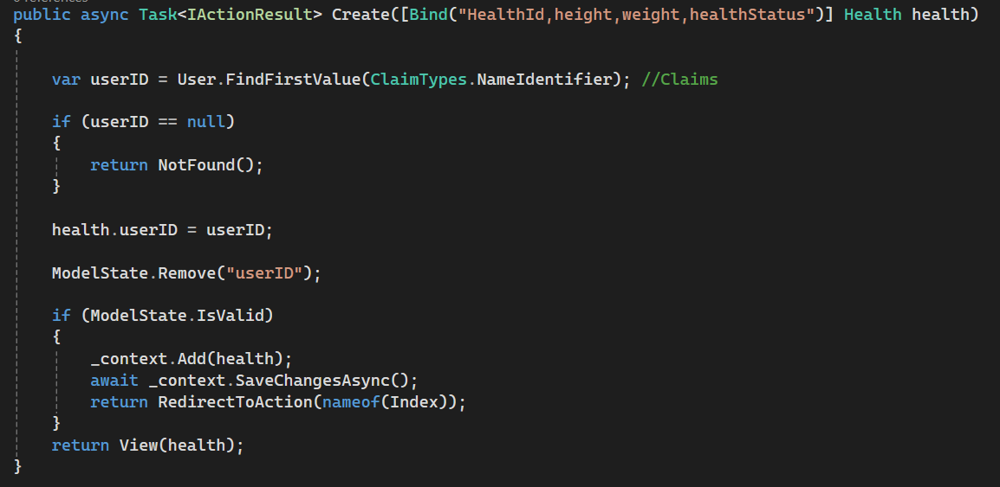 public async Task<IActionResult> Create([Bind("HealthId,height,weight,healthStatus")] Health health)
{
var userID = User.FindFirstValue(ClaimTypes.NameIdentifier); //Claims
if (userID == null)
{
return NotFound();
}
health.userID = userID;
ModelState.Remove("userID");
if (ModelState.IsValid)
{
_context.Add(health);
await _context.SaveChangesAsync();
return RedirectToAction(nameof(Index));
}
return View(health);
}